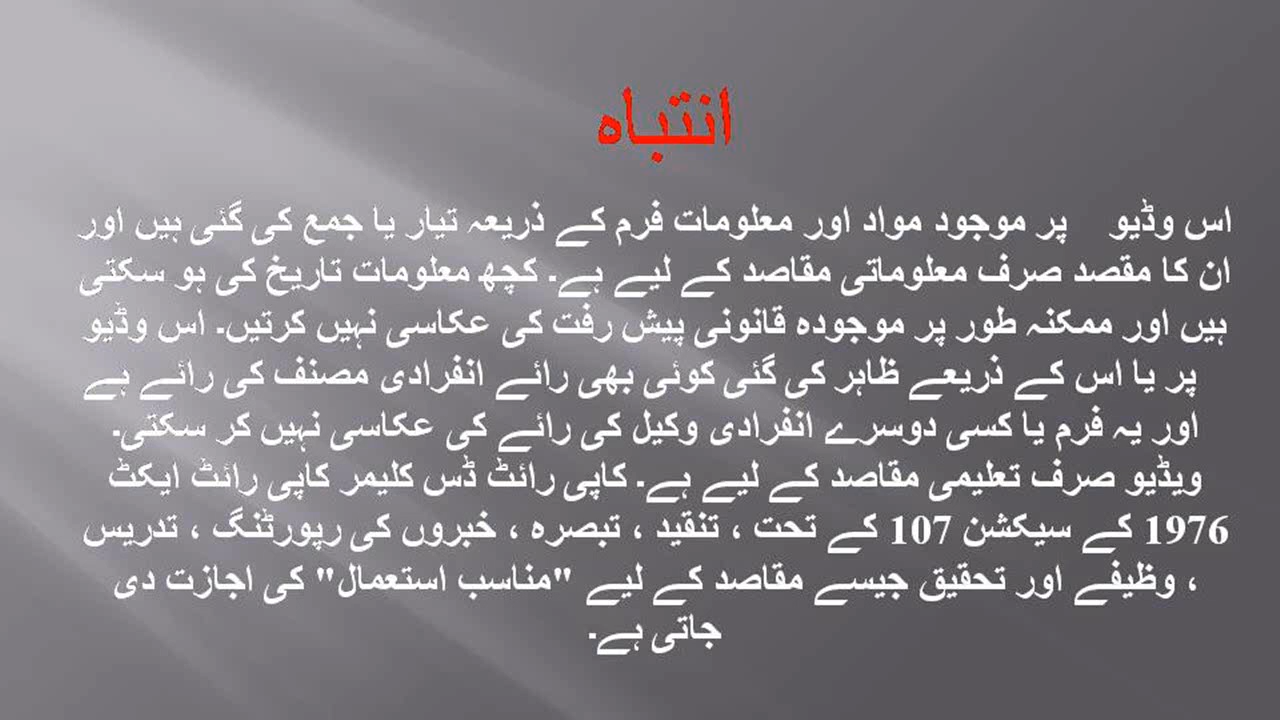 انتباہ
اس وڈیو پر موجود مواد اور معلومات فرم کے ذریعہ تیار یا جمع کی گئی ہیں اور
ان کا مقصد صرف معلوماتی مقاصد کے لیے ہے۔ کچھ معلومات تاریخ کی ہو سکتی
ہیں اور ممکنہ طور پر موجودہ قانونی پیش رفت کی عکاسی نہیں کرتیں۔ اس وڈیو
پر یا اس کے ذریعے ظاہر کی گئی کوئی بھی رائے انفرادی مصنف کی رائے ہے
اور یہ فرم یا کسی دوسرے انفرادی وکیل کی رائے کی عکاسی نہیں کر سکتی۔
ویڈیو صرف تعلیمی مقاصد کے لیے ہے۔ کاپی رائٹ ڈس کلیمر کاپی رائٹ ایکٹ
1976 کے سیکشن 107 کے تحت ، تنقید ، تبصرہ ، خبروں کی رپورٹنگ ، تدریس
، وظیفے اور تحقیق جیسے مقاصد کے لیے "مناسب استعمال" کی اجازت دی
جاتی ہے۔